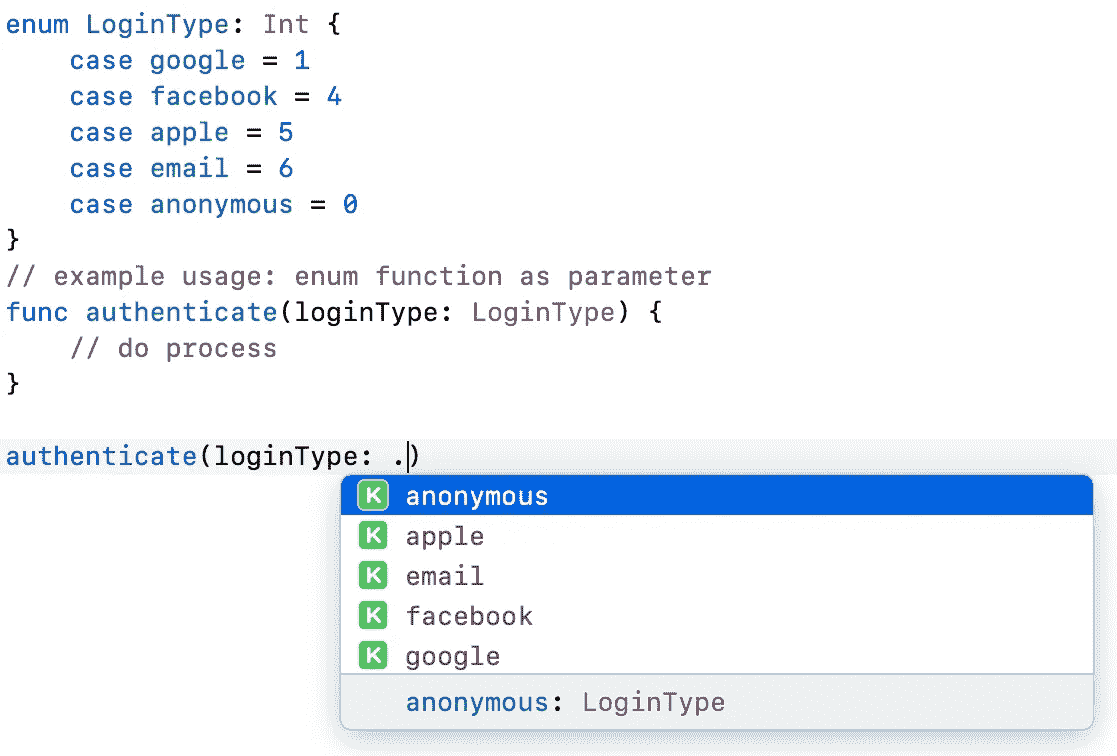 enum LoginType: Int {
    case google = 1
    case facebook = 4
    case apple = 5
    case email = 6
    case anonymous = 0
}
// example usage: enum function as parameter
func authenticate(loginType: LoginType) {
    // do process
}
authenticate(loginType: .)
K anonymous
K apple
K email
K facebook
K google
anonymous: LoginType